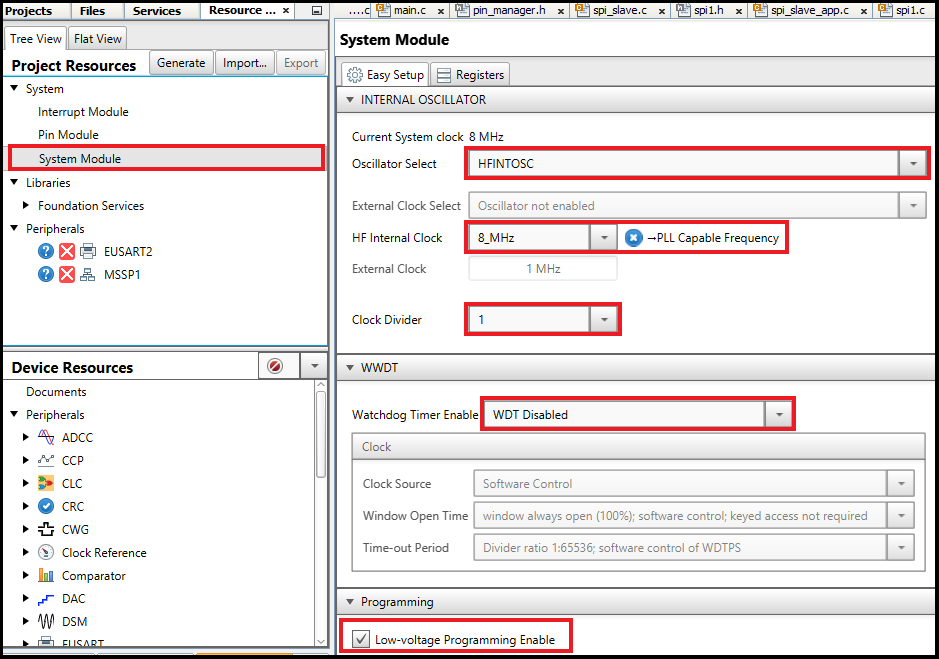 Projects Files Services Resource ... ×
Tree View Flat View
Project Resources Generate Import... Export
System
Interrupt Module
Pin Module
System Module
Libraries
Foundation Services
Peripherals
EUSART2
MSSP1
Device Resources
Documents
Peripherals
ADCC
CCP
CLC
CRC
CWG
Clock Reference
Comparator
DAC
DSM
EUSART
....c main.c × pin_manager.h × spi_slave.c × spi1.h × spi_slave_app.c × spi1.c
System Module
Easy Setup Registers
INTERNAL OSCILLATOR
Current System clock 8 MHz
Oscillator Select HFINTOSC
External Clock Select Oscillator not enabled
HF Internal Clock 8_MHz →PLL Capable Frequency
External Clock 1 MHz
Clock Divider 1
WWDT
Watchdog Timer Enable WDT Disabled
Clock
Clock Source Software Control
Window Open Time window always open (100%); software control; keyed access not required
Time-out Period Divider ratio 1:65536; software control of WDTPS
Programming
Low-voltage Programming Enable